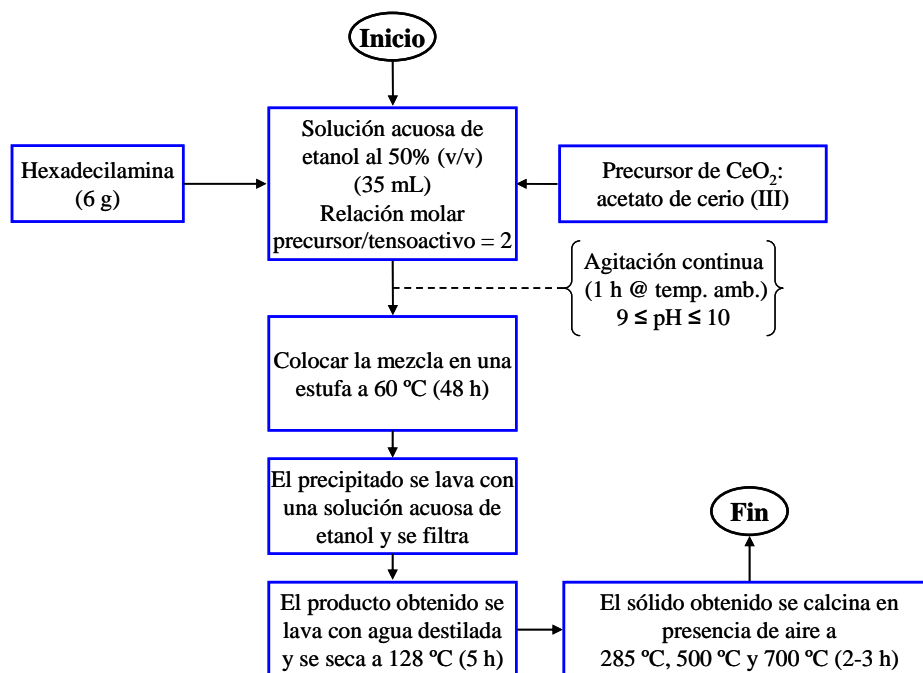 Inicio
Solución acuosa de
etanol al 50% (v/v)
(35 mL)
Relación molar
precursor/tensoactivo = 2
Hexadecilamina
(6 g)
Precursor de CeO₂:
acetato de cerio (III)
Agitación continua
(1 h @ temp. amb.)
9 ≤ pH ≤ 10
Colocar la mezcla en una
estufa a 60 ºC (48 h)
El precipitado se lava con
una solución acuosa de
etanol y se filtra
El producto obtenido se
lava con agua destilada
y se seca a 128 ºC (5 h)
El sólido obtenido se calcina en
presencia de aire a
285 ºC, 500 ºC y 700 ºC (2-3 h)
Fin